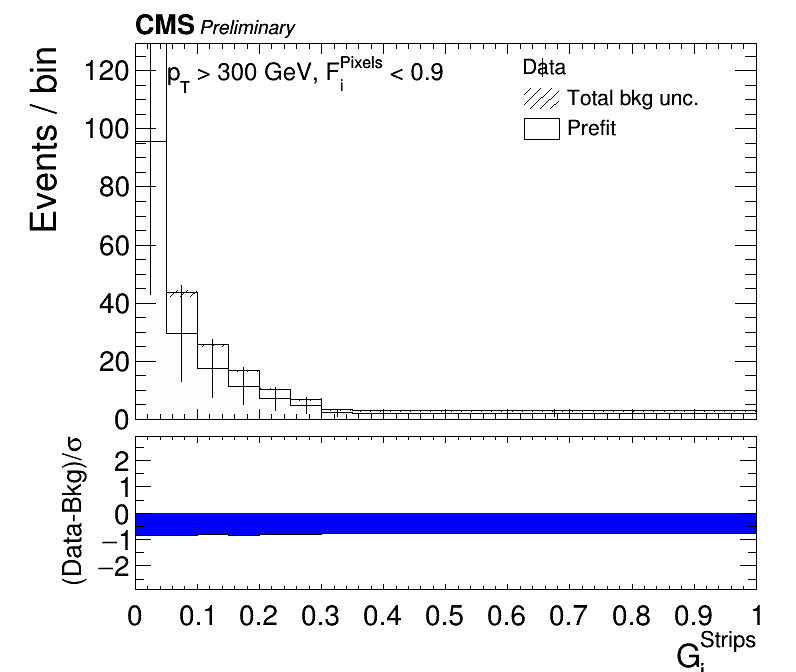 CMS Preliminary
p_T > 300 GeV, F_i^Pixels < 0.9
Data
Total bkg unc.
Prefit
Events / bin
120
100
80
60
40
20
0
(Data-Bkg)/σ
2
1
0
−1
−2
0 0.1 0.2 0.3 0.4 0.5 0.6 0.7 0.8 0.9 1
G_i^Strips